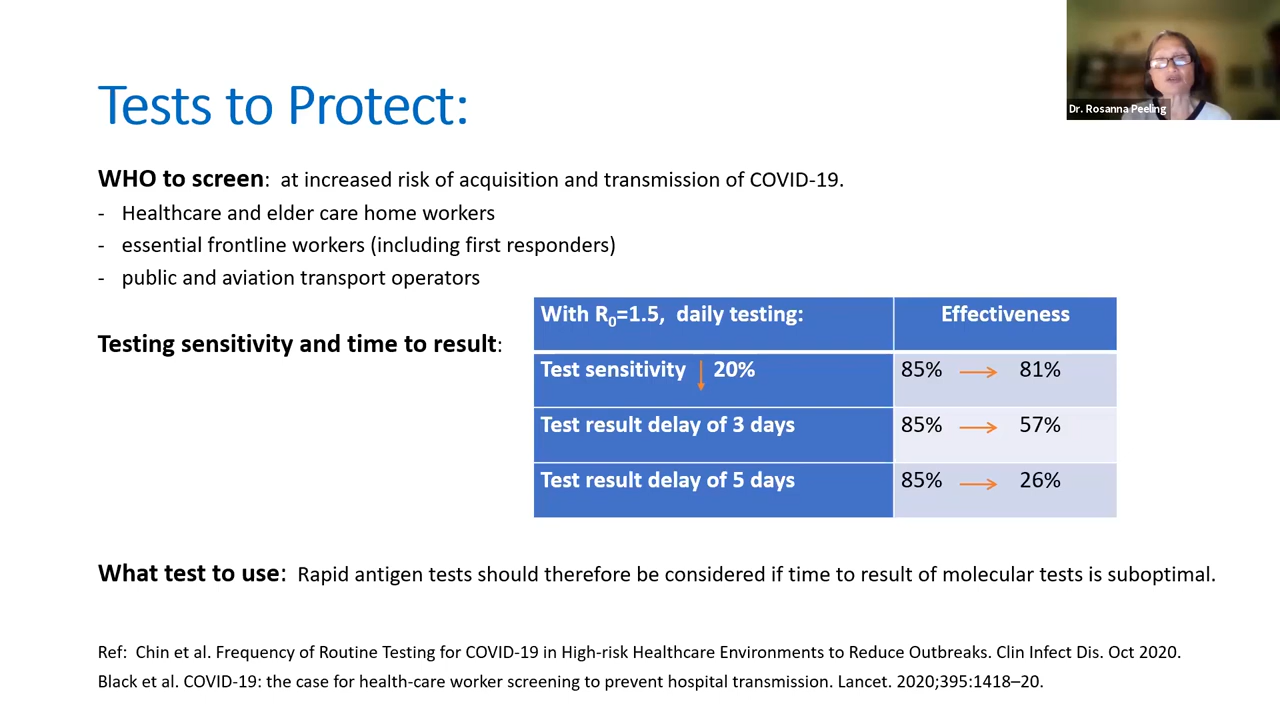 Dr. Rosanna Peeling
Tests to Protect:
WHO to screen: at increased risk of acquisition and transmission of COVID-19.
- Healthcare and elder care home workers
- essential frontline workers (including first responders)
- public and aviation transport operators
Testing sensitivity and time to result:
With R0=1.5, daily testing: Effectiveness
Test sensitivity ↓ 20% 85% → 81%
Test result delay of 3 days 85% → 57%
Test result delay of 5 days 85% → 26%
What test to use: Rapid antigen tests should therefore be considered if time to result of molecular tests is suboptimal.
Ref: Chin et al. Frequency of Routine Testing for COVID-19 in High-risk Healthcare Environments to Reduce Outbreaks. Clin Infect Dis. Oct 2020.
Black et al. COVID-19: the case for health-care worker screening to prevent hospital transmission. Lancet. 2020;395:1418–20.